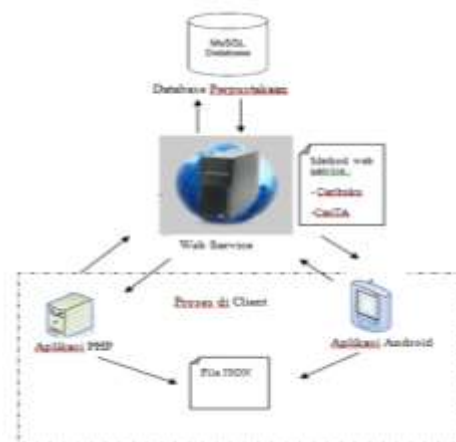 MySQL
Database
Database Perpustakaan
Method web
service.
-Caribuku
-CariTA
Web Service
Proses di Client
Aplikasi PHP
Aplikasi Android
File JSON